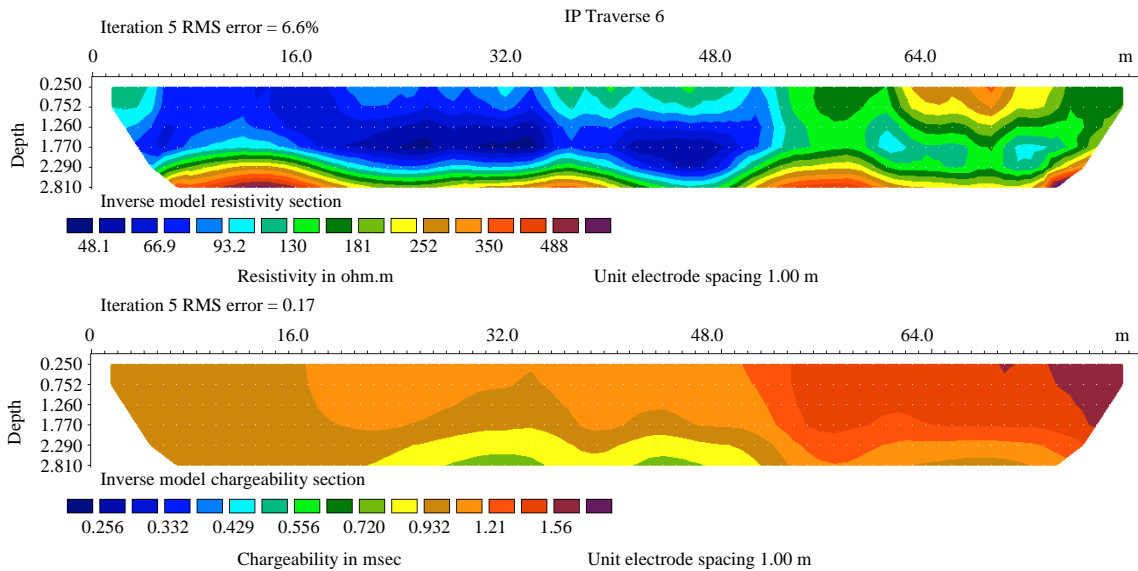 IP Traverse 6
Iteration 5 RMS error = 6.6%
0 16.0 32.0 48.0 64.0 m
Depth
0.250
0.752
1.260
1.770
2.290
2.810
Inverse model resistivity section
48.1 66.9 93.2 130 181 252 350 488
Resistivity in ohm.m Unit electrode spacing 1.00 m
Iteration 5 RMS error = 0.17
0 16.0 32.0 48.0 64.0 m
Depth
0.250
0.752
1.260
1.770
2.290
2.810
Inverse model chargeability section
0.256 0.332 0.429 0.556 0.720 0.932 1.21 1.56
Chargeability in msec Unit electrode spacing 1.00 m